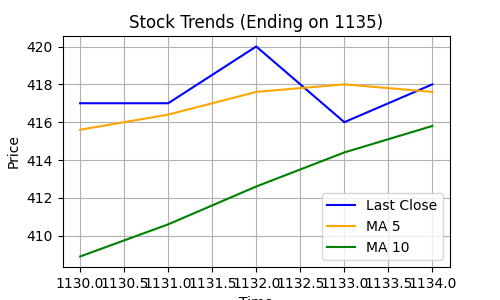 Stock Trends (Ending on 1135)
Price
420
418
416
414
412
410
Last Close
MA 5
MA 10
1130.0 1130.5 1131.0 1131.5 1132.0 1132.5 1133.0 1133.5 1134.0
Time